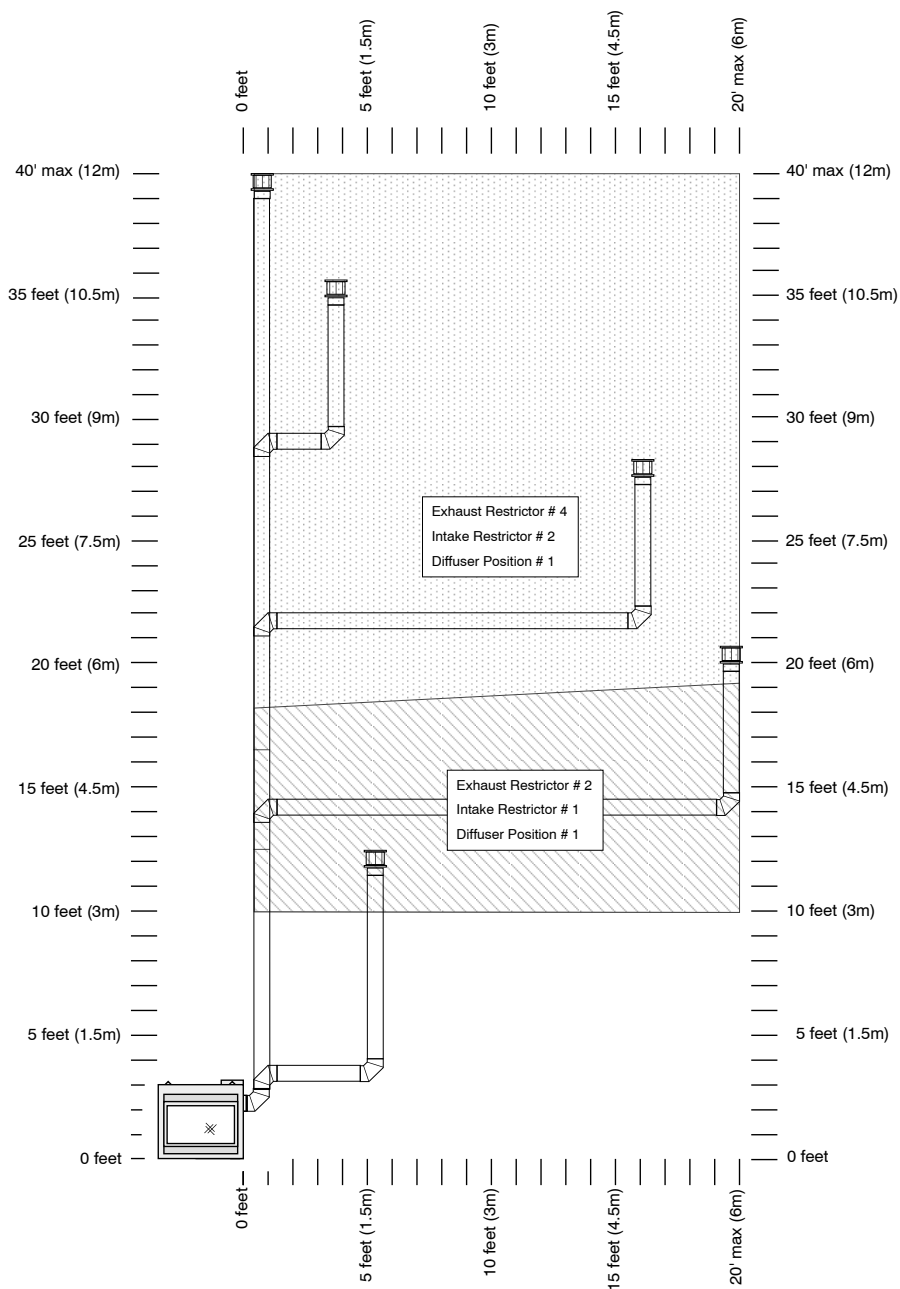 0 feet
5 feet (1.5m)
10 feet (3m)
15 feet (4.5m)
20' max (6m)
40' max (12m)
40' max (12m)
35 feet (10.5m)
35 feet (10.5m)
30 feet (9m)
30 feet (9m)
Exhaust Restrictor # 4
Intake Restrictor # 2
Diffuser Position # 1
25 feet (7.5m)
25 feet (7.5m)
20 feet (6m)
20 feet (6m)
Exhaust Restrictor # 2
Intake Restrictor # 1
Diffuser Position # 1
15 feet (4.5m)
15 feet (4.5m)
10 feet (3m)
10 feet (3m)
5 feet (1.5m)
5 feet (1.5m)
0 feet
0 feet
0 feet
5 feet (1.5m)
10 feet (3m)
15 feet (4.5m)
20' max (6m)